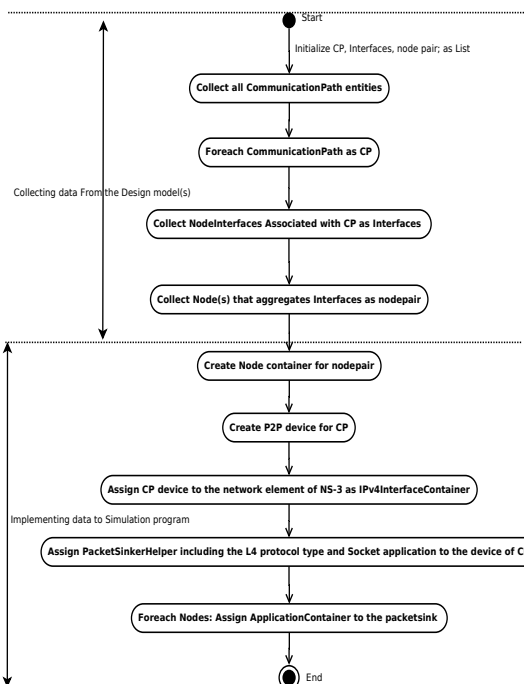 Start
Initialize CP, Interfaces, node pair; as List
Collect all CommunicationPath entities
Foreach CommunicationPath as CP
Collecting data From the Design model(s)
Collect NodeInterfaces Associated with CP as Interfaces
Collect Node(s) that aggregates Interfaces as nodepair
Create Node container for nodepair
Create P2P device for CP
Assign CP device to the network element of NS-3 as IPv4InterfaceContainer
Implementing data to Simulation program
Assign PacketSinkerHelper including the L4 protocol type and Socket application to the device of
Foreach Nodes: Assign ApplicationContainer to the packetsink
End